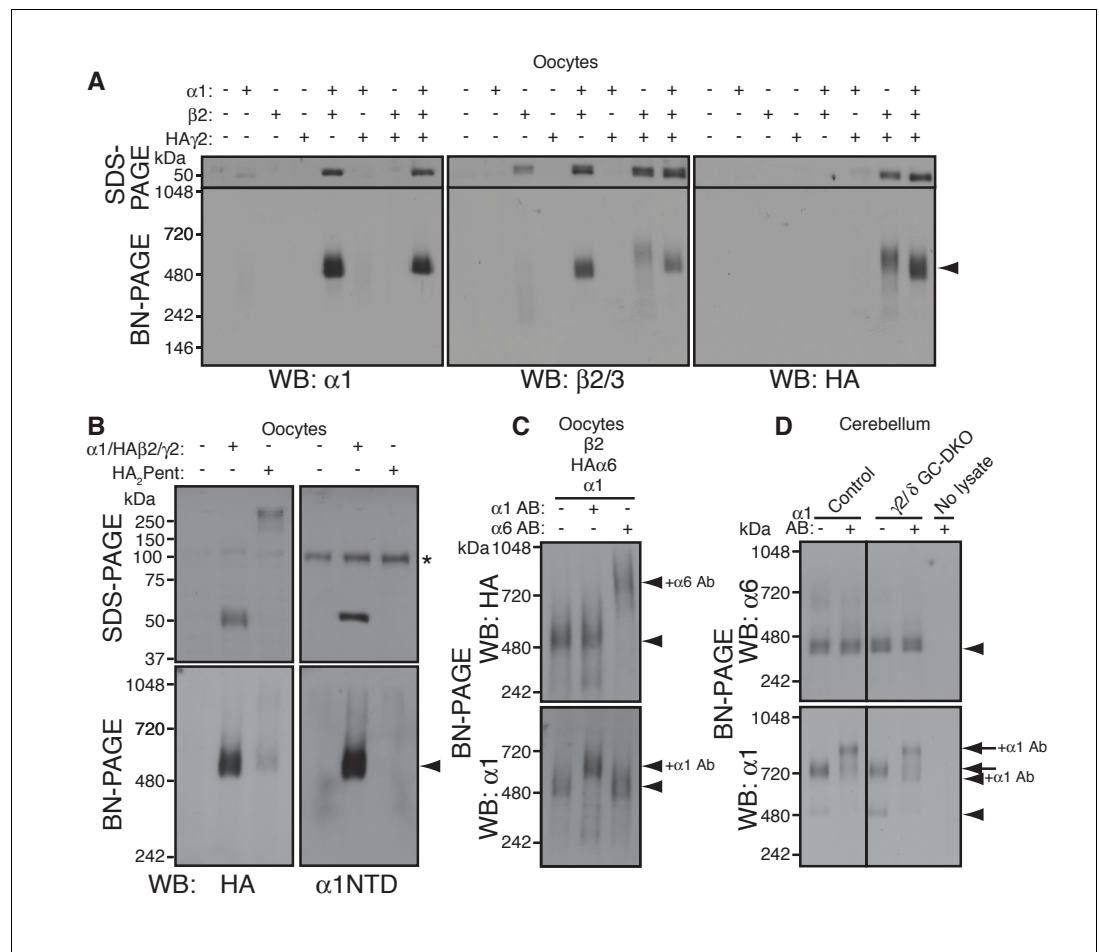 Oocytes
A
α1: - + - - + + - + - + - - + + - + - + - - + + - +
β2: - - + - + - + + - - + - + - + + - - + - + - + +
HAγ2: - - - + - + + + - - - + - + + + - - - + - + + +
SDS-PAGE
kDa
50
BN-PAGE
1048
720
480
242
146
WB: α1
WB: β2/3
WB: HA
B
Oocytes
α1/HAβ2/γ2: - + - - + -
HA2Pent: - - + - - +
SDS-PAGE
kDa
250
150
100
75
50
37
*
BN-PAGE
1048
720
480
242
WB: HA α1NTD
C
Oocytes
β2
HAα6
α1
α1 AB: - + -
α6 AB: - - +
BN-PAGE
WB: HA
kDa 1048
720
480
242
+α6 Ab
WB: α1
720
480
242
+α1 Ab
D
Cerebellum
Control
γ2/δ GC-DKO
No lysate
α1
AB: - + - + +
kDa
BN-PAGE
WB: α6
1048
720
480
242
WB: α1
1048
720
480
242
+α1 Ab
+α1 Ab